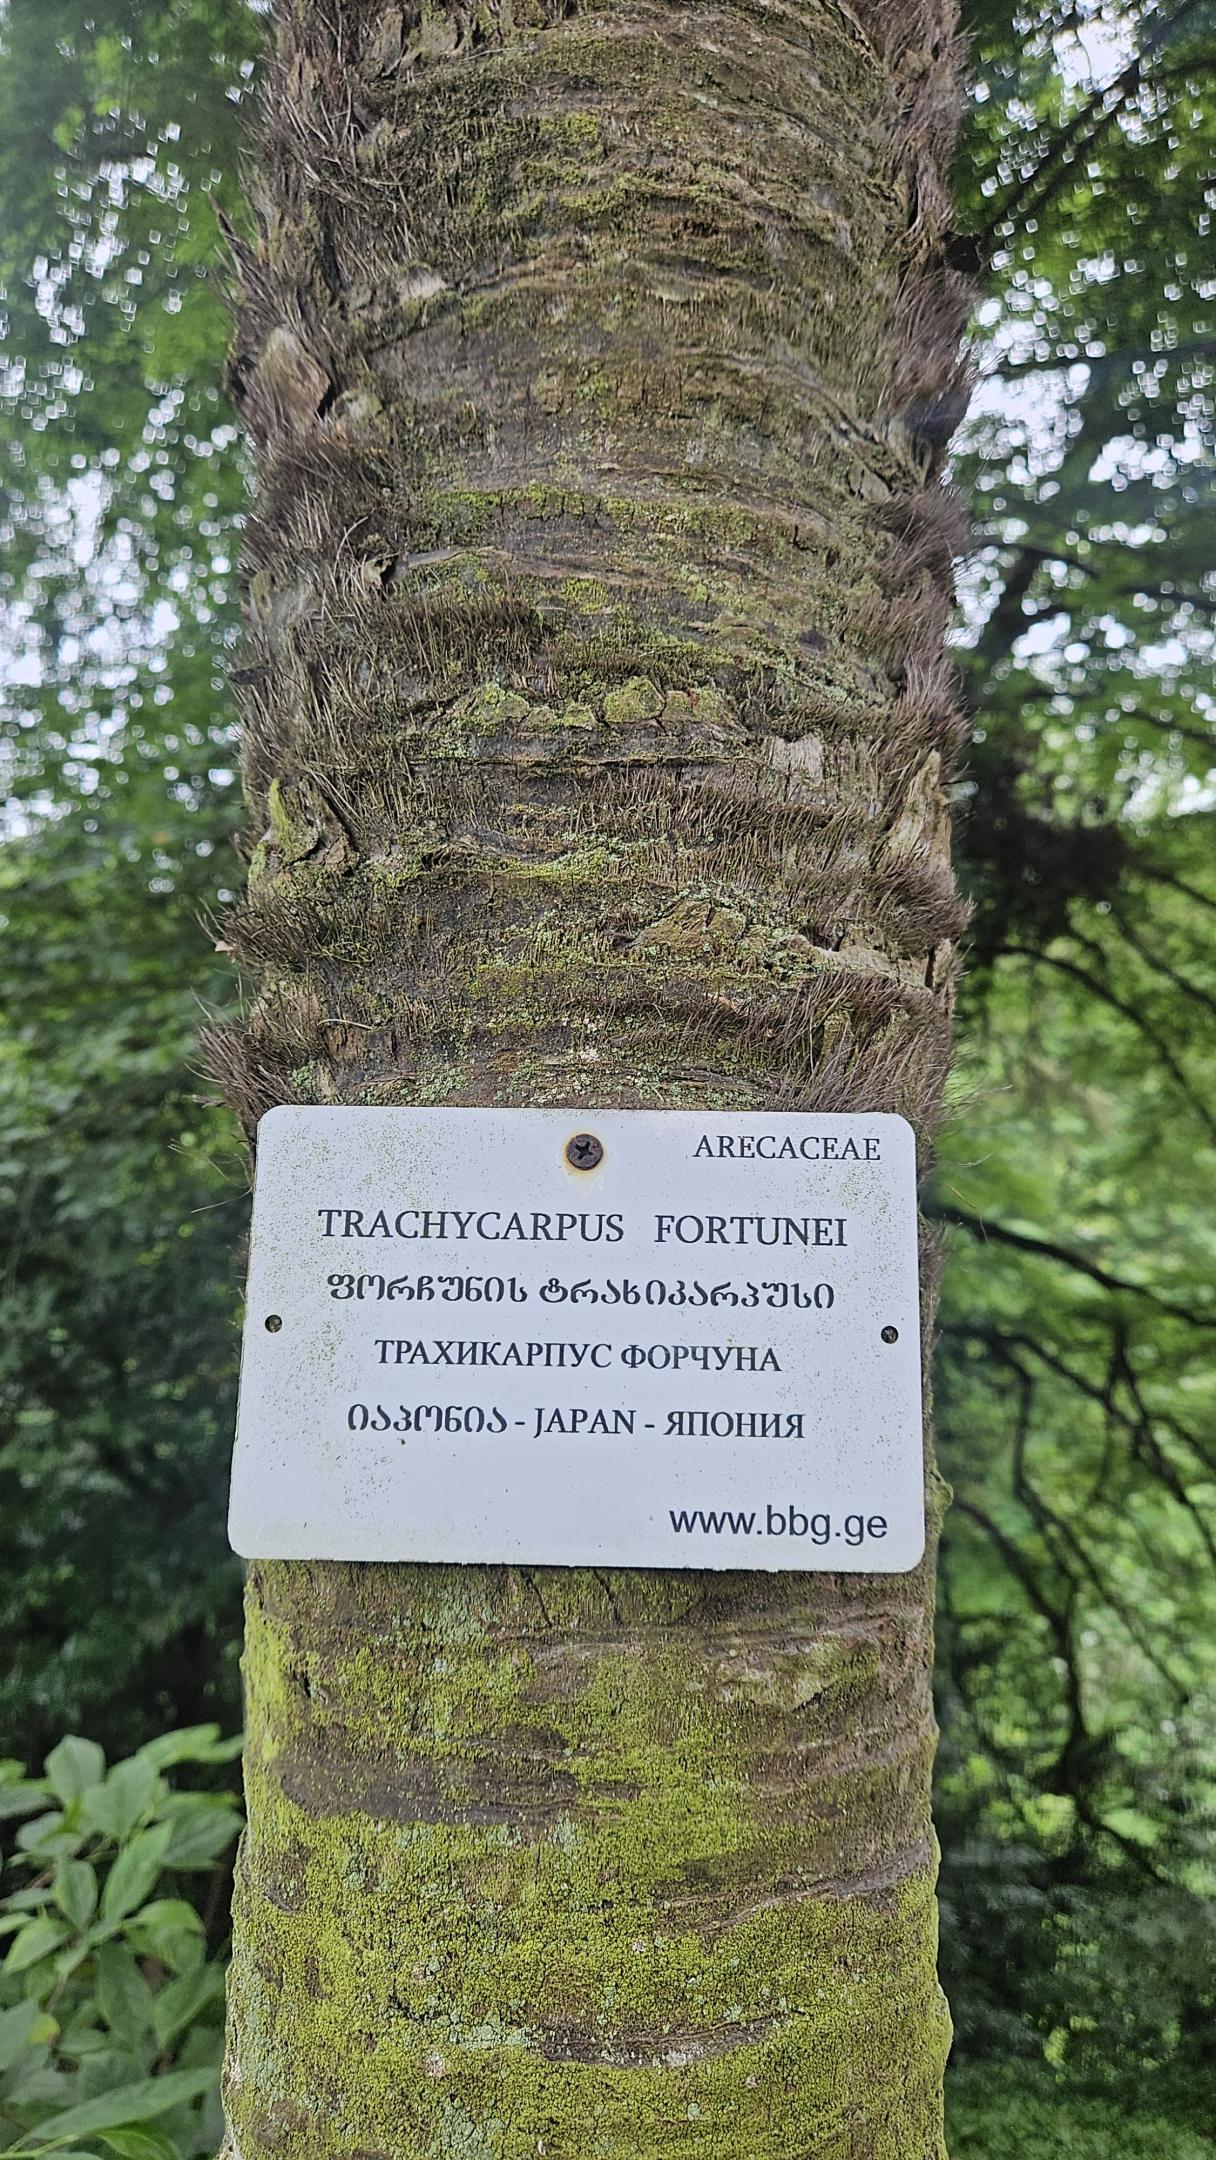 ARECACEAE
TRACHYCARPUS FORTUNEI
ფორჩუნის ტრახიკარპუსი
ТРАХИКАРПУС ФОРЧУНА
იაპონია - JAPAN - ЯПОНИЯ
www.bbg.ge